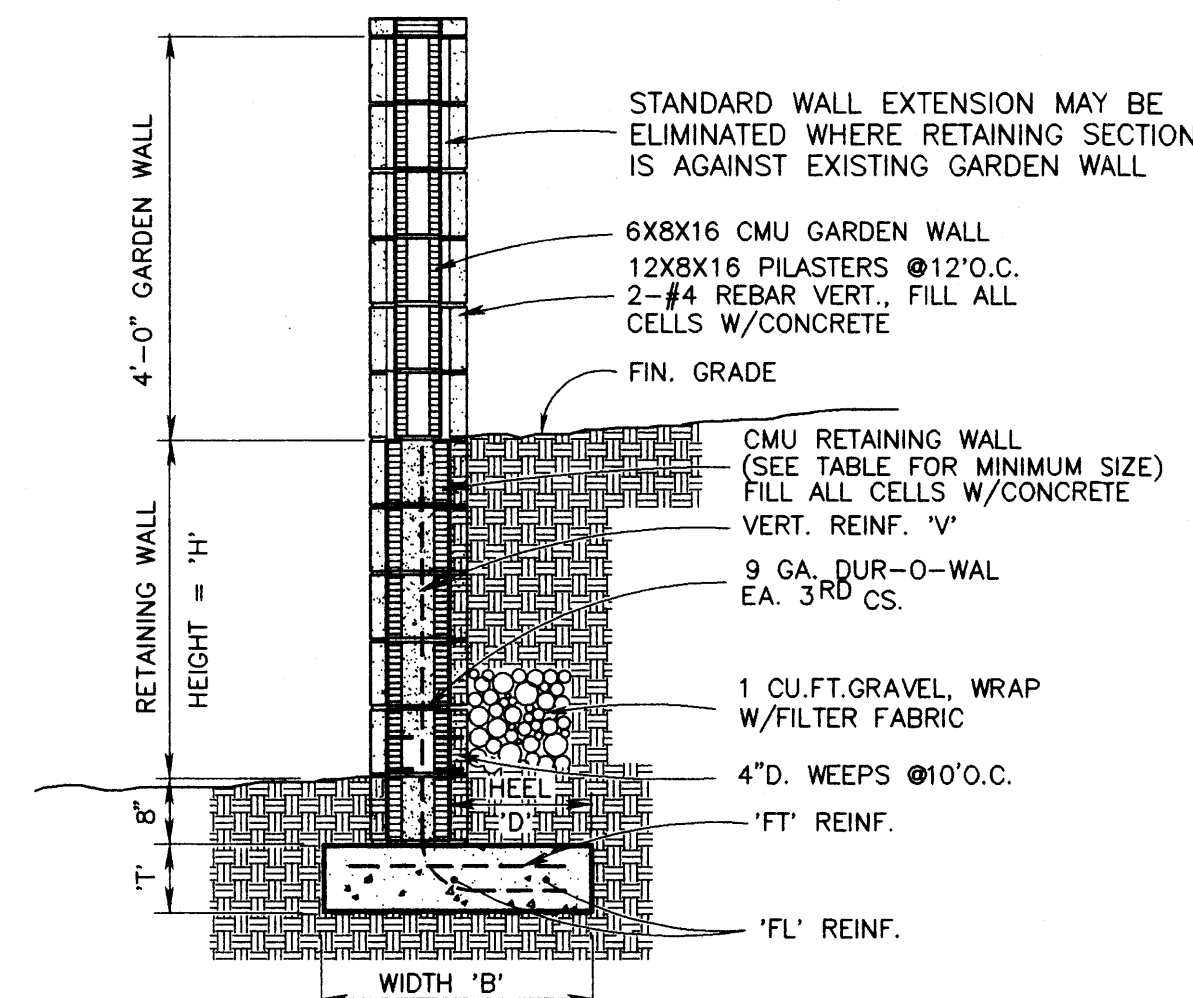 STANDARD WALL EXTENSION MAY BE
ELIMINATED WHERE RETAINING SECTION
IS AGAINST EXISTING GARDEN WALL
6X8X16 CMU GARDEN WALL
12X8X16 PILASTERS @12'O.C.
2-#4 REBAR VERT., FILL ALL
CELLS W/CONCRETE
FIN. GRADE
CMU RETAINING WALL
(SEE TABLE FOR MINIMUM SIZE)
FILL ALL CELLS W/CONCRETE
VERT. REINF. 'V'
9 GA. DUR-O-WAL
EA. 3RD CS.
1 CU.FT.GRAVEL, WRAP
W/FILTER FABRIC
4"D. WEEPS @10'O.C.
'FT' REINF.
'FL' REINF.
4'-0" GARDEN WALL
RETAINING WALL
HEIGHT = 'H'
8"
'T'
HEEL
'D'
WIDTH 'B'